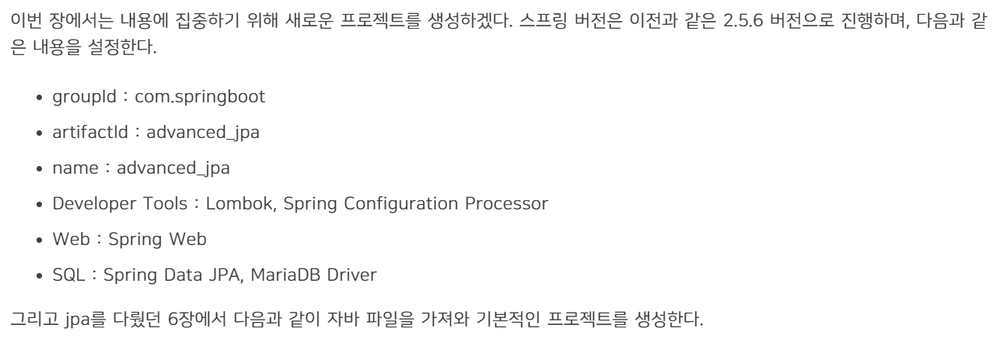 이번 장에서는 내용에 집중하기 위해 새로운 프로젝트를 생성하겠다. 스프링 버전은 이전과 같은 2.5.6 버전으로 진행하며, 다음과 같
은 내용을 설정한다.
• groupId : com.springboot
• artifactId : advanced_jpa
• name : advanced_jpa
• Developer Tools : Lombok, Spring Configuration Processor
• Web : Spring Web
• SQL : Spring Data JPA, MariaDB Driver
그리고 jpa를 다뤘던 6장에서 다음과 같이 자바 파일을 가져와 기본적인 프로젝트를 생성한다.